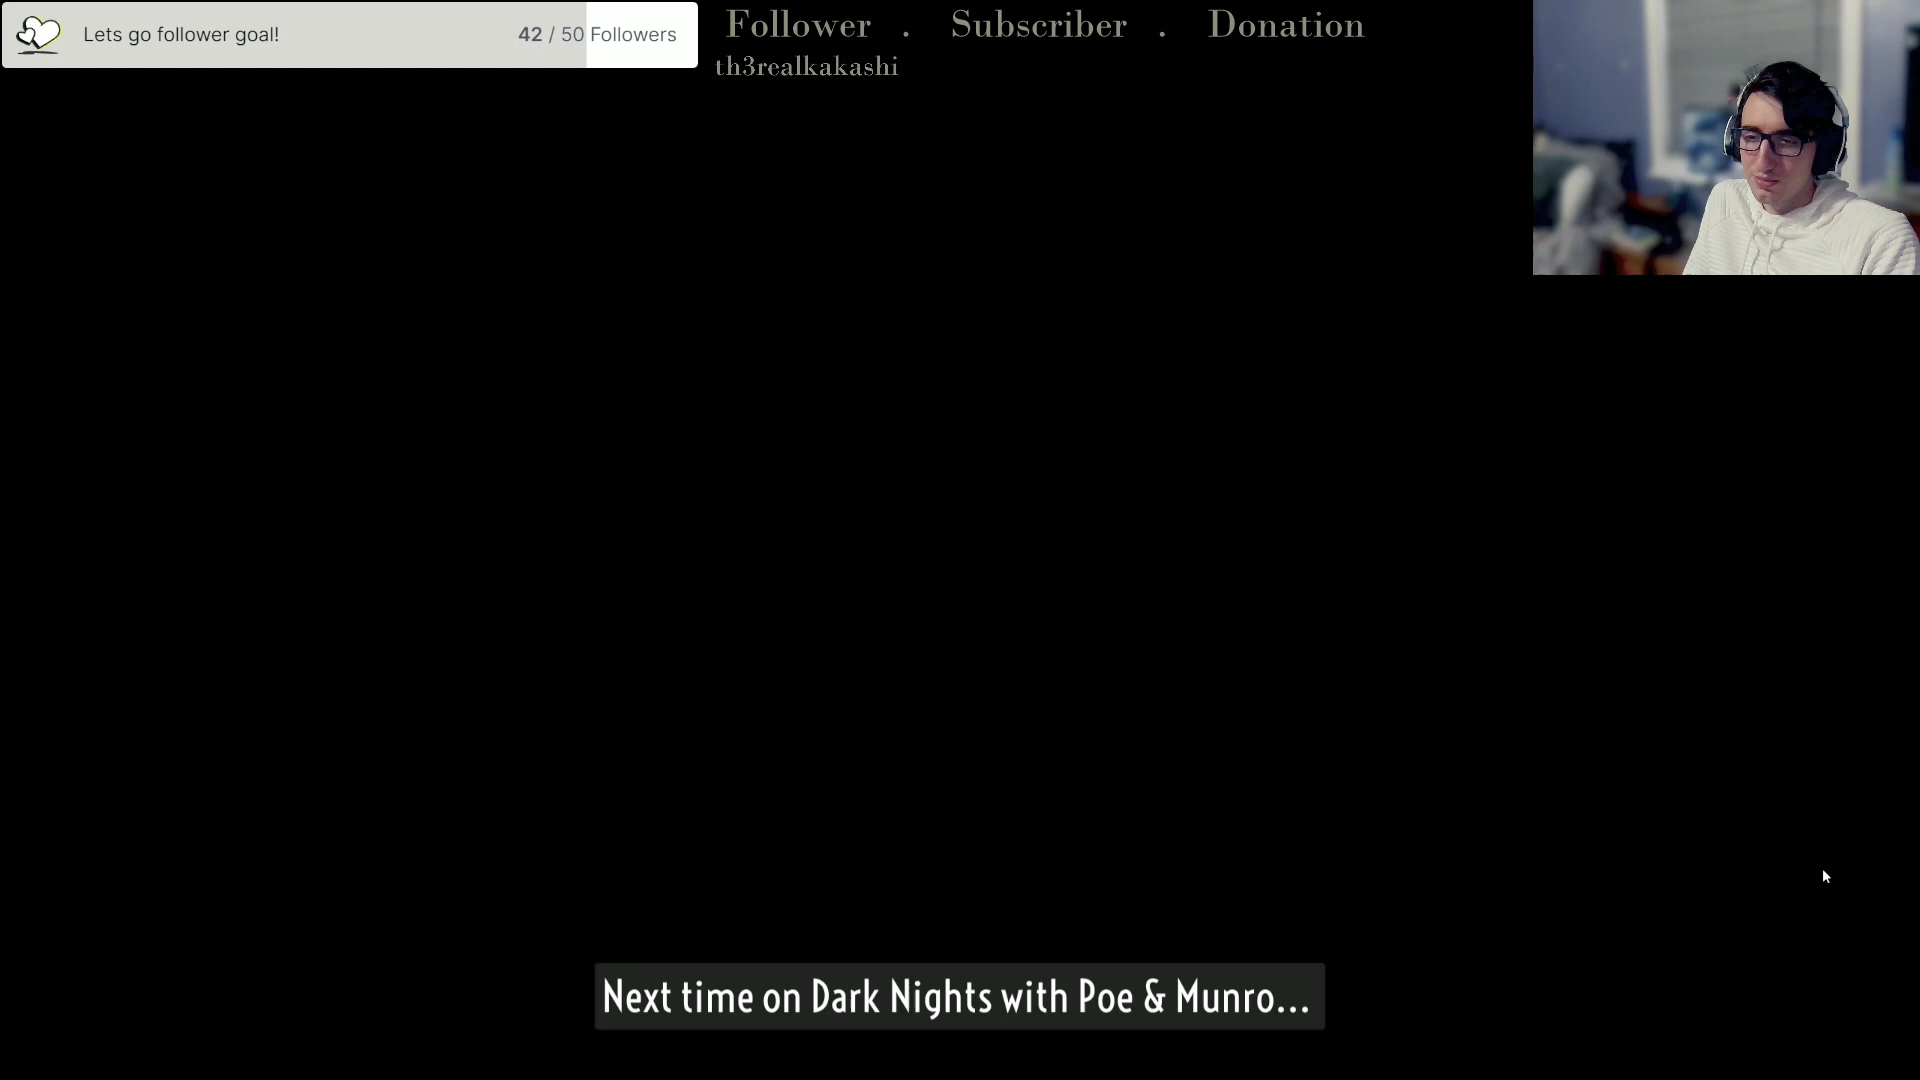 Lets go follower goal!
42 / 50 Followers
Follower . Subscriber . Donation
th3realkakashi
Next time on Dark Nights with Poe & Munro...